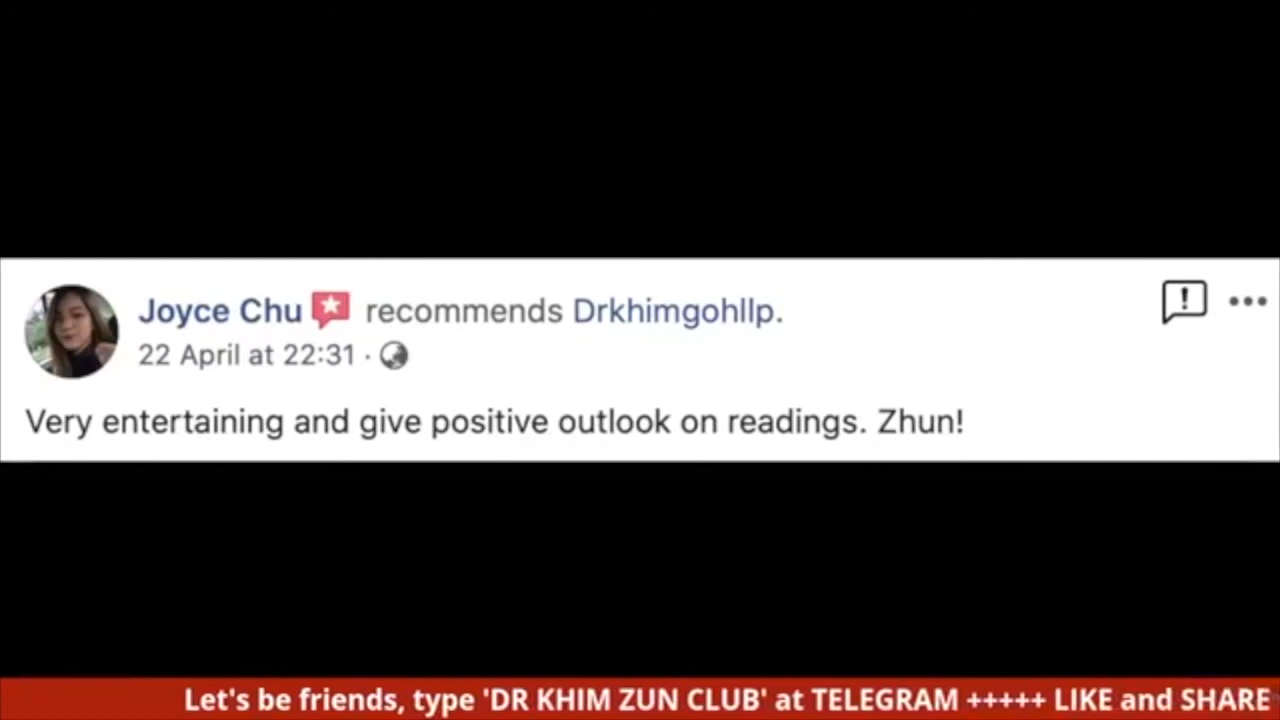 Joyce Chu recommends Drkhimgohllp.
22 April at 22:31 ·
Very entertaining and give positive outlook on readings. Zhun!
Let's be friends, type 'DR KHIM ZUN CLUB' at TELEGRAM +++++ LIKE and SHARE